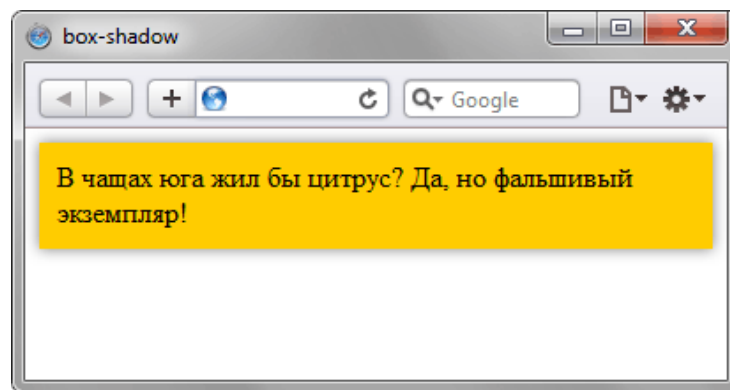 box-shadow
Google
В чащах юга жил бы цитрус? Да, но фальшивый
экземпляр!